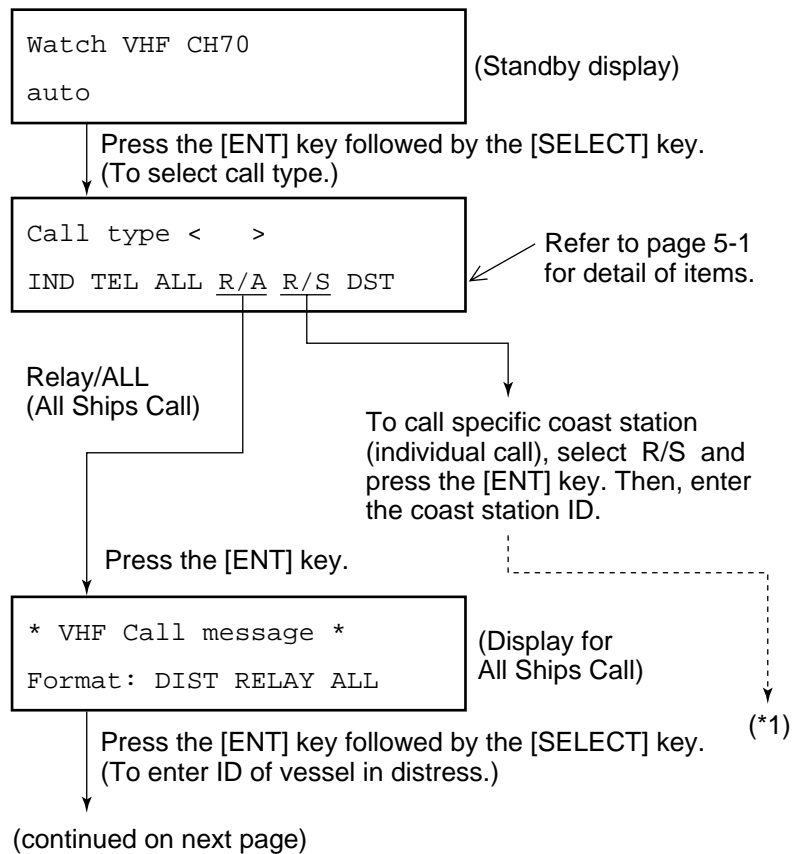 Watch VHF CH70
auto
(Standby display)
Press the [ENT] key followed by the [SELECT] key.
(To select call type.)
Call type <   >
IND TEL ALL R/A R/S DST
Refer to page 5-1
for detail of items.
Relay/ALL
(All Ships Call)
To call specific coast station
(individual call), select R/S and
press the [ENT] key. Then, enter
the coast station ID.
Press the [ENT] key.
* VHF Call message *
Format: DIST RELAY ALL
(Display for
All Ships Call)
(*1)
Press the [ENT] key followed by the [SELECT] key.
(To enter ID of vessel in distress.)
(continued on next page)